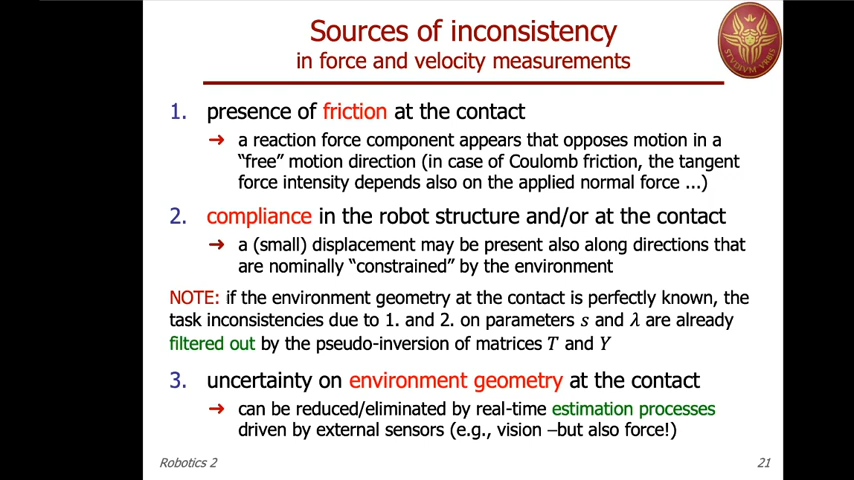 Sources of inconsistency
in force and velocity measurements
STVDIVM VRBIS
1. presence of friction at the contact
➜ a reaction force component appears that opposes motion in a
“free” motion direction (in case of Coulomb friction, the tangent
force intensity depends also on the applied normal force ...)
2. compliance in the robot structure and/or at the contact
➜ a (small) displacement may be present also along directions that
are nominally “constrained” by the environment
NOTE: if the environment geometry at the contact is perfectly known, the
task inconsistencies due to 1. and 2. on parameters s and λ are already
filtered out by the pseudo-inversion of matrices T and Y
3. uncertainty on environment geometry at the contact
➜ can be reduced/eliminated by real-time estimation processes
driven by external sensors (e.g., vision –but also force!)
Robotics 2
21